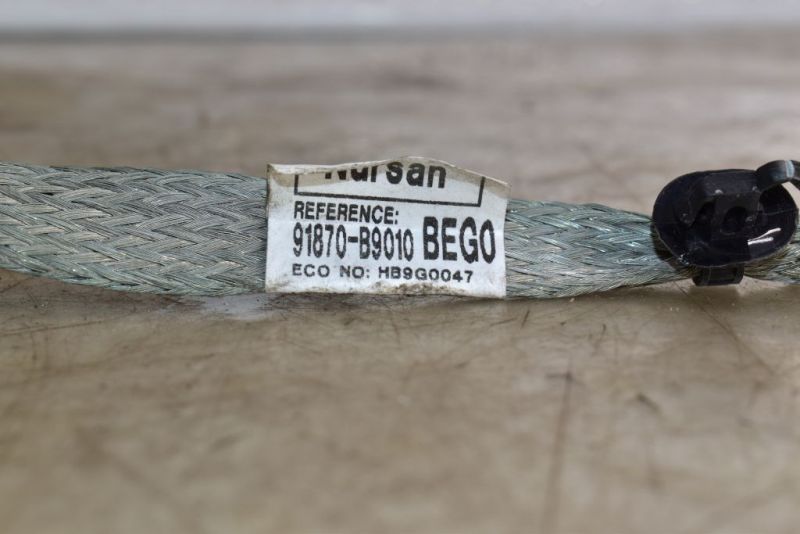 Nursan
REFERENCE:
91870-B9010 BEGO
ECO NO: HB9G0047